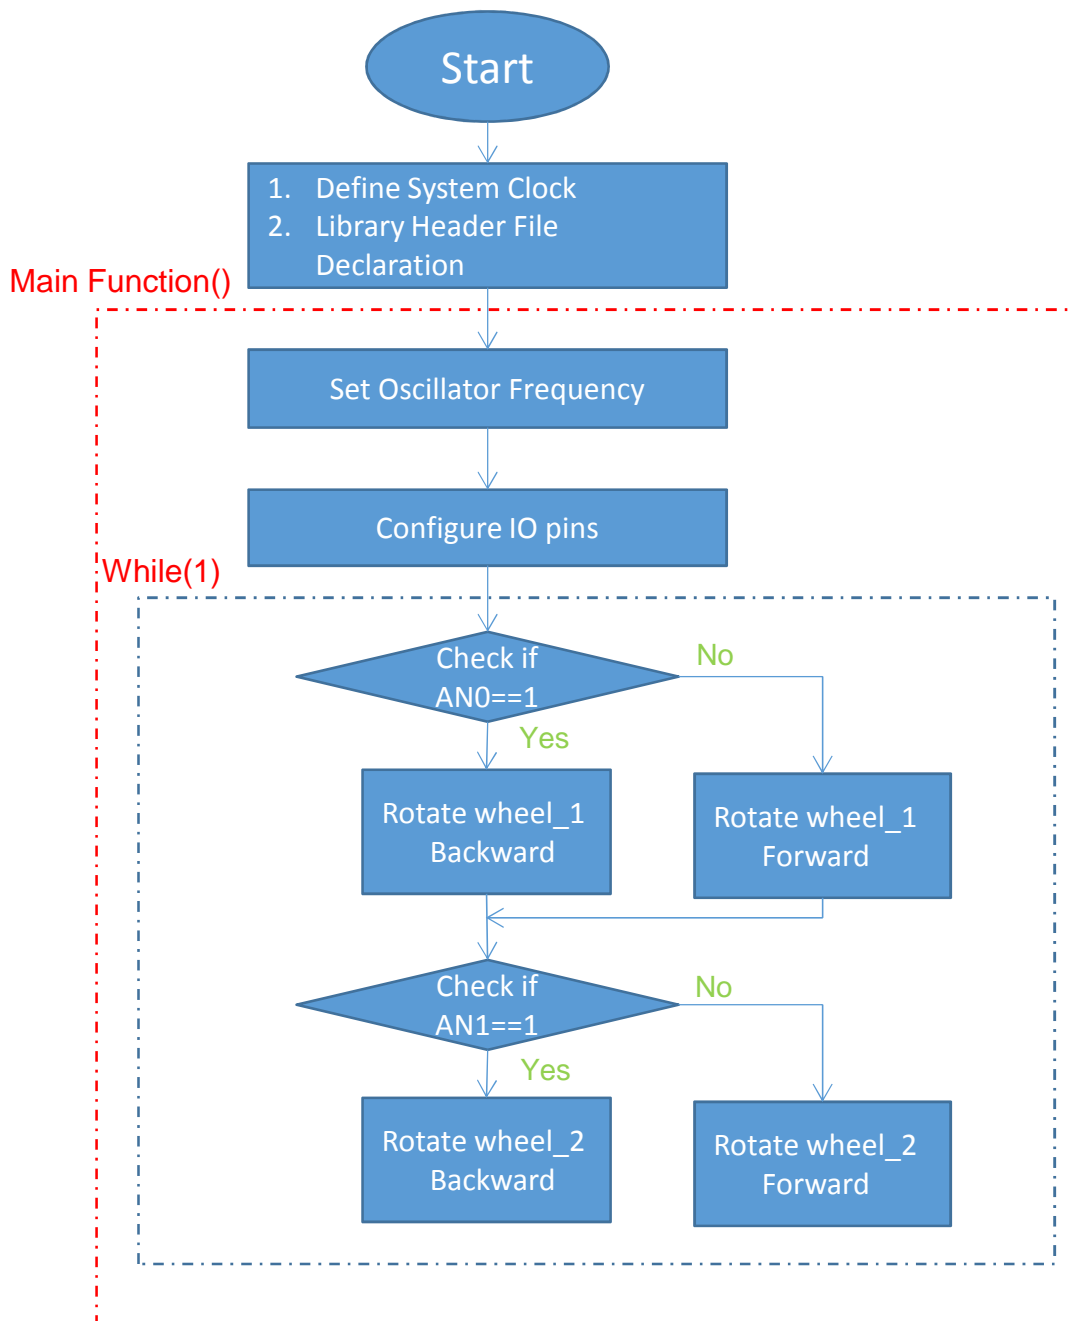 Start
1. Define System Clock
2. Library Header File
Declaration
Main Function()
Set Oscillator Frequency
Configure IO pins
While(1)
Check if
AN0==1
No
Yes
Rotate wheel_1
Backward
Rotate wheel_1
Forward
Check if
AN1==1
No
Yes
Rotate wheel_2
Backward
Rotate wheel_2
Forward